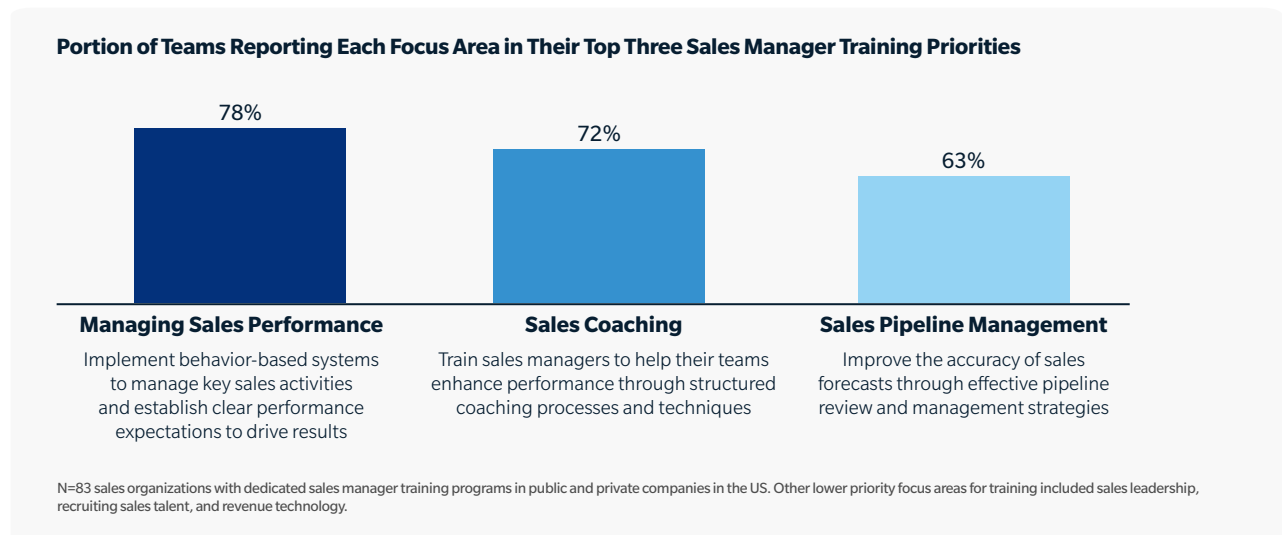 Portion of Teams Reporting Each Focus Area in Their Top Three Sales Manager Training Priorities
78%
72%
63%
Managing Sales Performance
Implement behavior-based systems
to manage key sales activities
and establish clear performance
expectations to drive results
Sales Coaching
Train sales managers to help their teams
enhance performance through structured
coaching processes and techniques
Sales Pipeline Management
Improve the accuracy of sales
forecasts through effective pipeline
review and management strategies
N=83 sales organizations with dedicated sales manager training programs in public and private companies in the US. Other lower priority focus areas for training included sales leadership,
recruiting sales talent, and revenue technology.